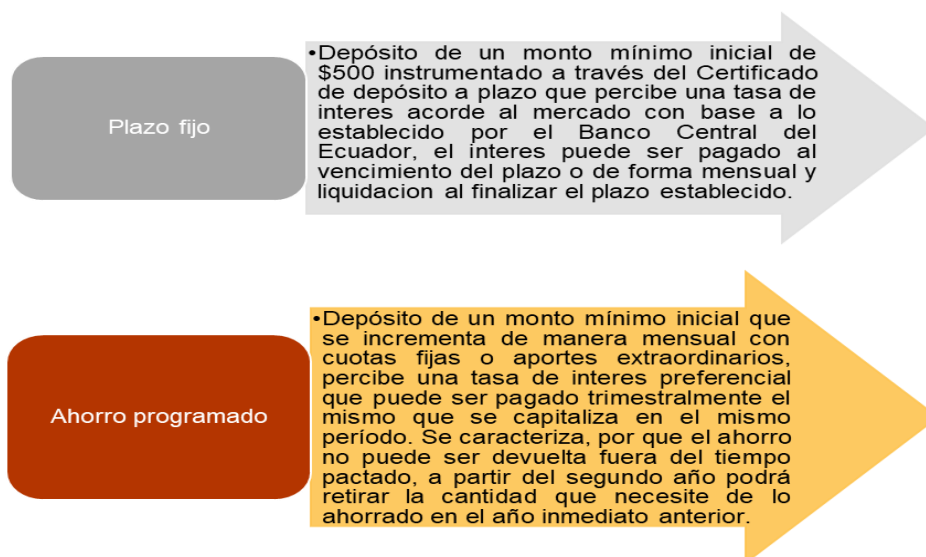 Plazo fijo
•Depósito de un monto mínimo inicial de
$500 instrumentado a través del Certificado
de depósito a plazo que percibe una tasa de
interes acorde al mercado con base a lo
establecido por el Banco Central del
Ecuador, el interes puede ser pagado al
vencimiento del plazo o de forma mensual y
liquidacion al finalizar el plazo establecido.
Ahorro programado
•Depósito de un monto mínimo inicial que
se incrementa de manera mensual con
cuotas fijas o aportes extraordinarios,
percibe una tasa de interes preferencial
que puede ser pagado trimestralmente el
mismo que se capitaliza en el mismo
período. Se caracteriza, por que el ahorro
no puede ser devuelta fuera del tiempo
pactado, a partir del segundo año podrá
retirar la cantidad que necesite de lo
ahorrado en el año inmediato anterior.